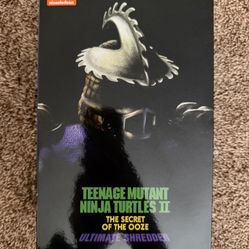 nickelodeon
TEENAGE MUTANT
NINJA TURTLES II
THE SECRET
OF THE OOZE
ULTIMATE SHREDDER